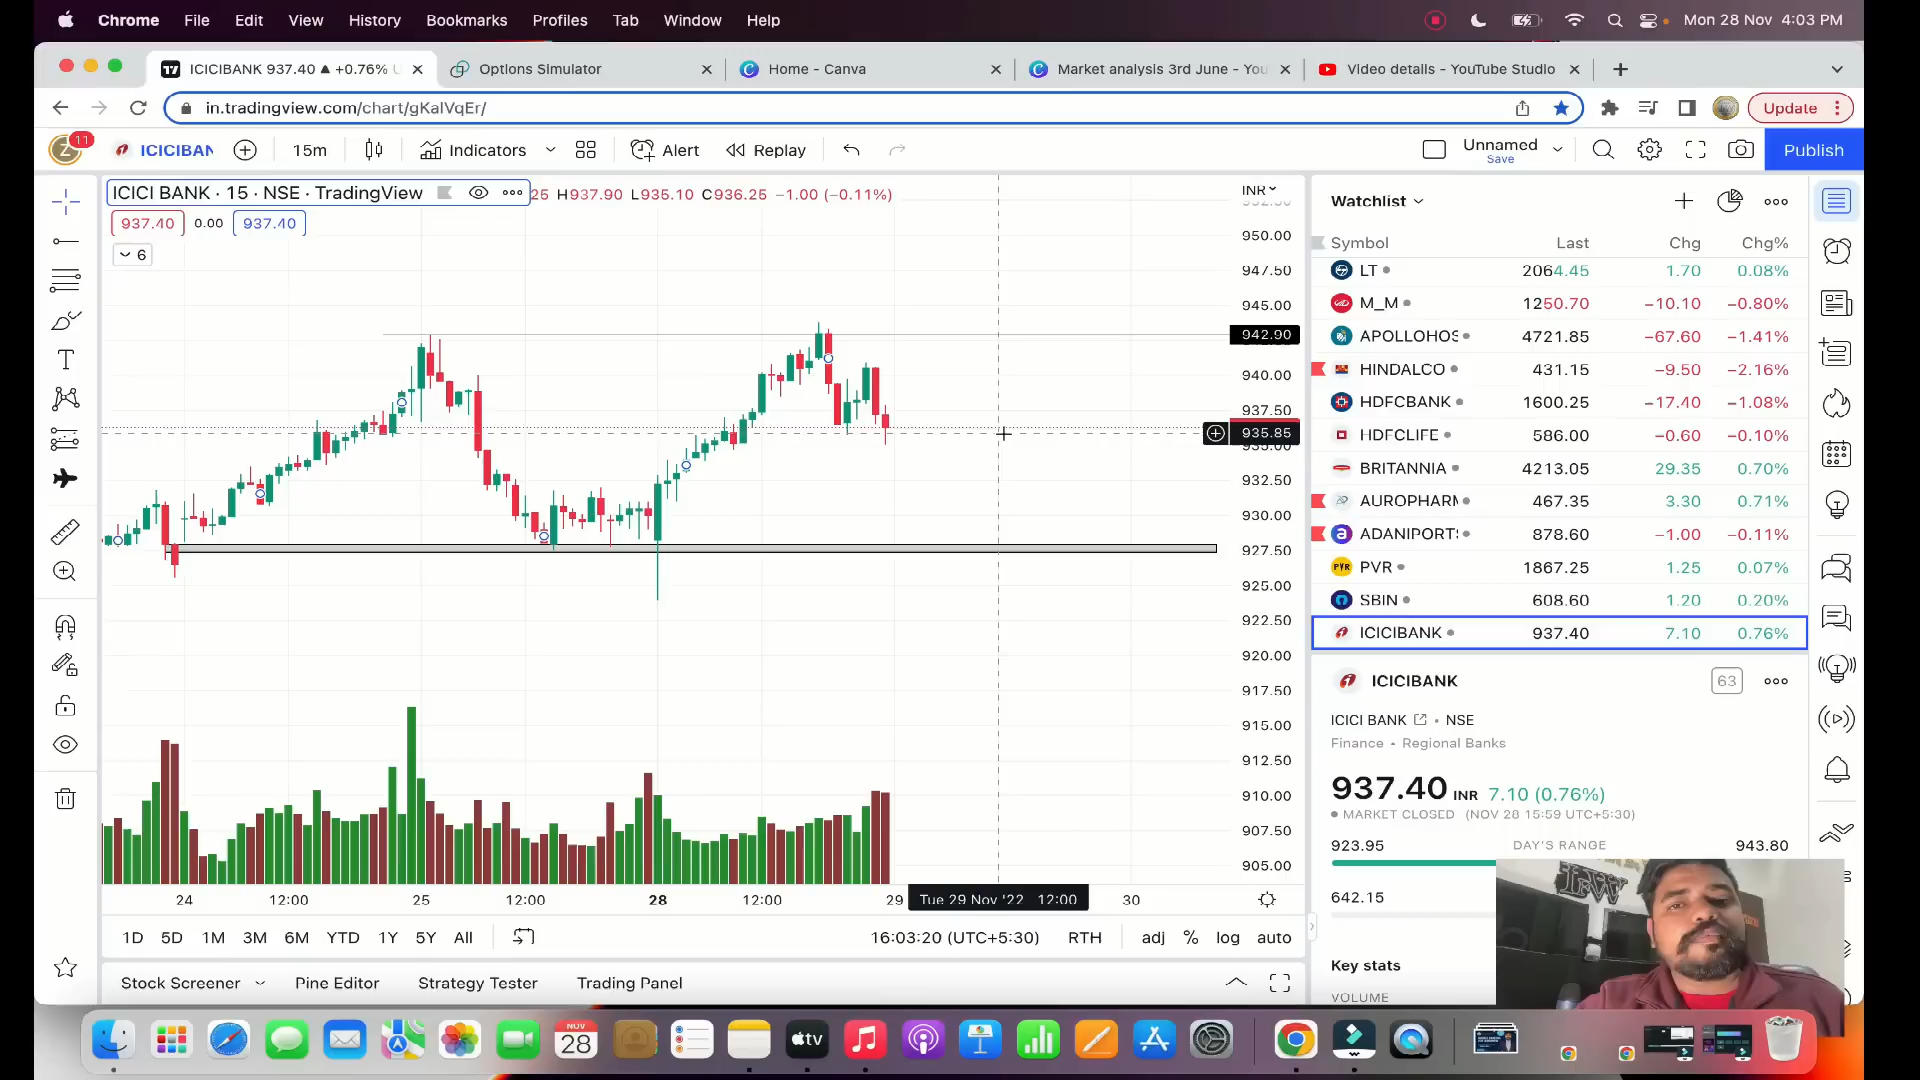 Chrome File Edit View History Bookmarks Profiles Tab Window Help Mon 28 Nov 4:03 PM
ICICIBANK 937.40 ▲ +0.76% U Options Simulator Home - Canva Market analysis 3rd June - You Video details - YouTube Studio
in.tradingview.com/chart/gKalVqEr/ Update
Z 11 ICICIBAN 15m Indicators Alert Replay Unnamed Save Publish
ICICI BANK · 15 · NSE · TradingView 25 H937.90 L935.10 C936.25 −1.00 (−0.11%) INR
937.40 0.00 937.40
6
950.00
947.50
945.00
942.90
940.00
937.50
935.85
932.50
930.00
927.50
925.00
922.50
920.00
917.50
915.00
912.50
910.00
907.50
905.00
24 12:00 25 12:00 28 12:00 29 Tue 29 Nov '22 12:00 30
1D 5D 1M 3M 6M YTD 1Y 5Y All 16:03:20 (UTC+5:30) RTH adj % log auto
Stock Screener Pine Editor Strategy Tester Trading Panel
Watchlist
Symbol Last Chg Chg%
LT 2064.45 1.70 0.08%
M_M 1250.70 −10.10 −0.80%
APOLLOHOS 4721.85 −67.60 −1.41%
HINDALCO 431.15 −9.50 −2.16%
HDFCBANK 1600.25 −17.40 −1.08%
HDFCLIFE 586.00 −0.60 −0.10%
BRITANNIA 4213.05 29.35 0.70%
AUROPHARM 467.35 3.30 0.71%
ADANIPORTS 878.60 −1.00 −0.11%
PVR 1867.25 1.25 0.07%
SBIN 608.60 1.20 0.20%
ICICIBANK 937.40 7.10 0.76%
ICICIBANK 63
ICICI BANK • NSE
Finance • Regional Banks
937.40 INR 7.10 (0.76%)
MARKET CLOSED (NOV 28 15:59 UTC+5:30)
923.95 DAY'S RANGE 943.80
642.15
Key stats
VOLUME
NOV
28
tv